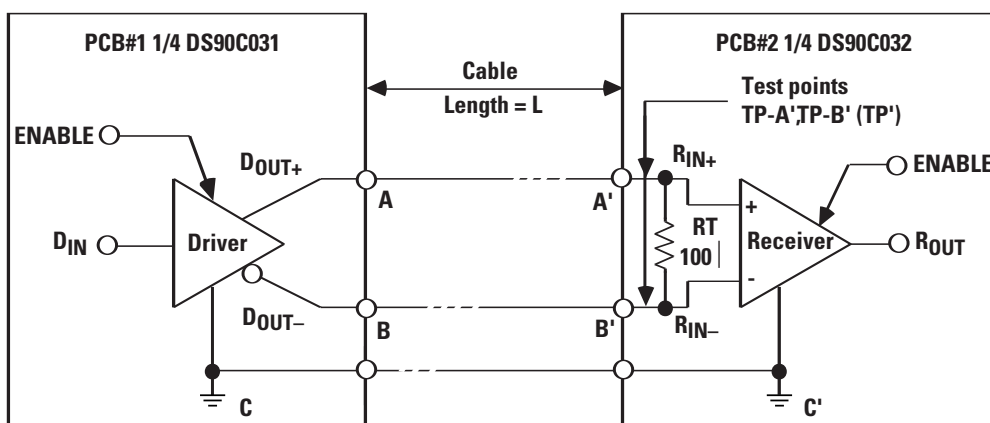 PCB#1 1/4 DS90C031
PCB#2 1/4 DS90C032
Cable
Length = L
Test points
TP-A',TP-B' (TP')
ENABLE
DOUT+
RIN+
ENABLE
A
A'
DIN
Driver
+
RT
100
Receiver
-
ROUT
DOUT–
B
B'
RIN–
C
C'